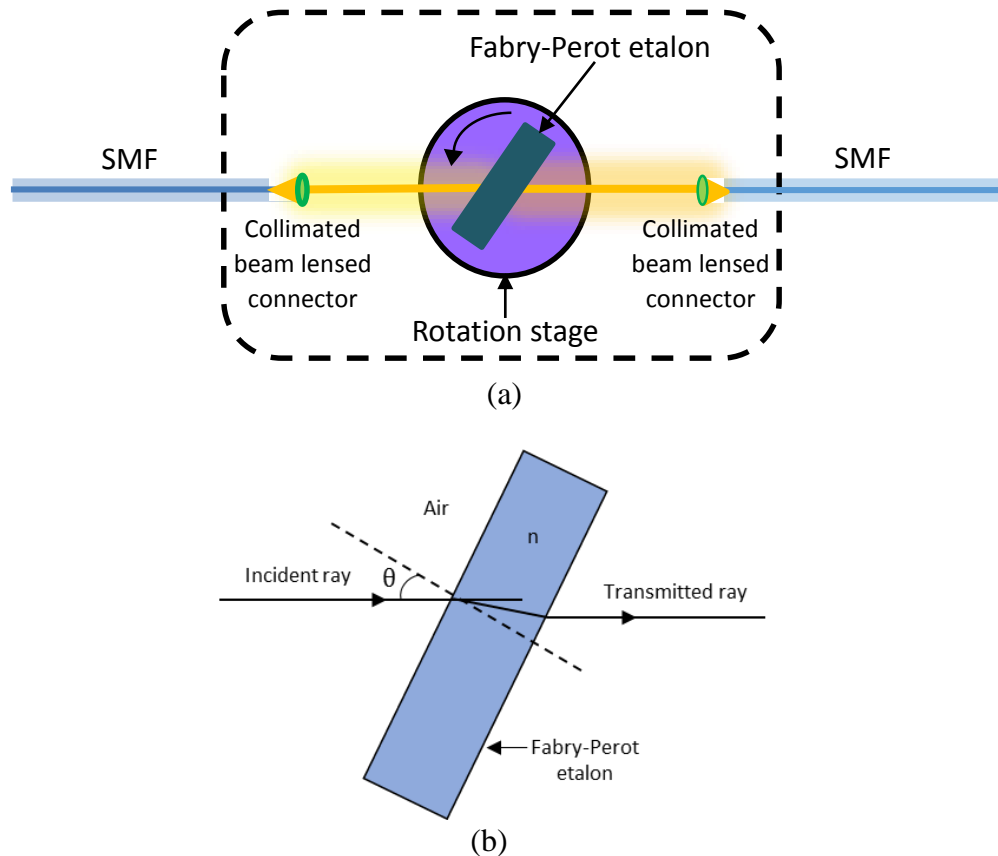 Fabry-Perot etalon
SMF
SMF
Collimated
beam lensed
connector
Collimated
beam lensed
connector
Rotation stage
(a)
Air
n
Incident ray
θ
Transmitted ray
Fabry-Perot
etalon
(b)